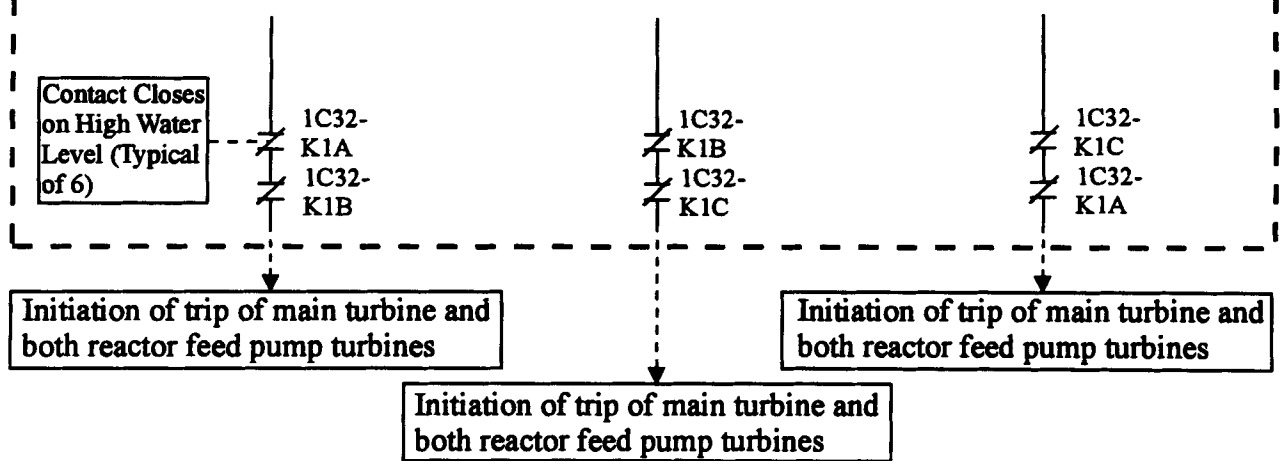 Contact Closes
on High Water
Level (Typical
of 6)
1C32-
K1A
1C32-
K1B
1C32-
K1B
1C32-
K1C
1C32-
K1C
1C32-
K1A
Initiation of trip of main turbine and
both reactor feed pump turbines
Initiation of trip of main turbine and
both reactor feed pump turbines
Initiation of trip of main turbine and
both reactor feed pump turbines